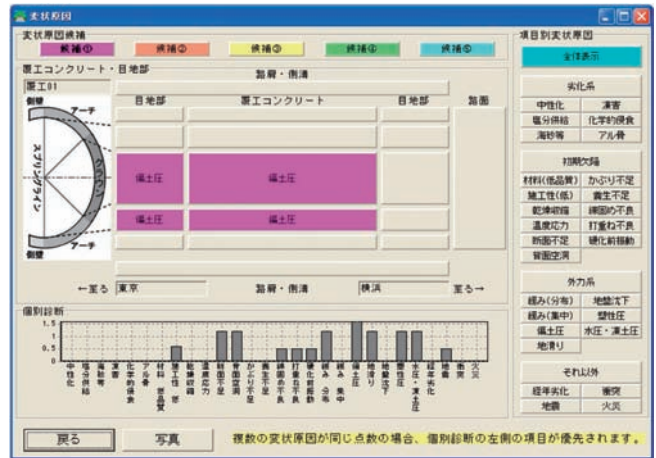 変状原因
変状原因候補
候補① 候補② 候補③ 候補④ 候補⑤
覆工コンクリート・目地部
覆工01
路肩・側溝
目地部 覆工コンクリート 目地部 路面
側壁
アーチ
スプリングライン
クラウン
偏土圧 偏土圧
偏土圧 偏土圧
アーチ
側壁
←至る 東京 路肩・側溝 横浜 至る→
個別診断
1.5
1
0.5
0
中性化
塩分供給
海砂等
凍害
化学的侵食
アル骨
材料 低品質
施工性 低
乾燥収縮
温度応力
断面不足
背面空洞
かぶり不足
養生不足
練固め不良
打重ね不良
硬化前振動
緩み 分布
緩み 集中
偏土圧
地滑り
地盤沈下
塑性圧
水圧・凍土圧
経年劣化
地震
衝突
火災
戻る 写真 複数の変状原因が同じ点数の場合、個別診断の左側の項目が優先されます。
項目別変状原因
全体表示
劣化系
中性化 凍害
塩分供給 化学的侵食
海砂等 アル骨
初期欠陥
材料(低品質) かぶり不足
施工性(低) 養生不足
乾燥収縮 練固め不良
温度応力 打重ね不良
断面不足 硬化前振動
背面空洞
外力系
緩み(分布) 地盤沈下
緩み(集中) 塑性圧
偏土圧 水圧・凍土圧
地滑り
それ以外
経年劣化 衝突
地震 火災